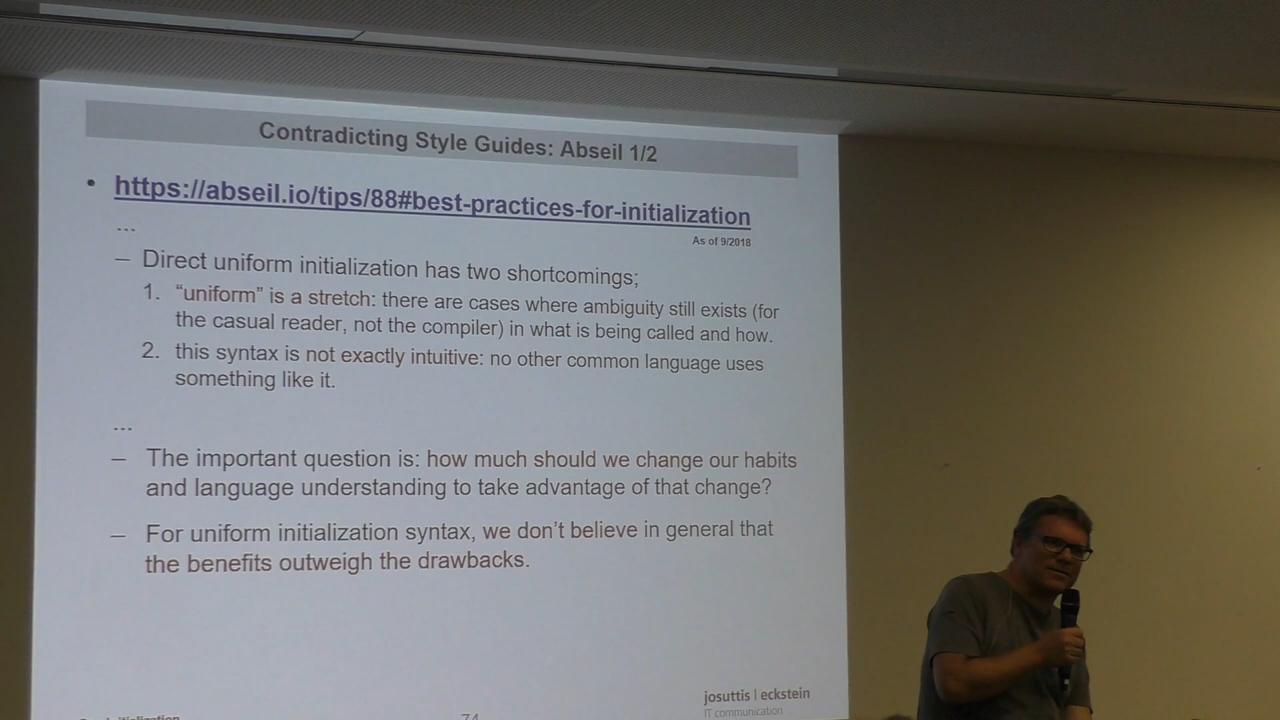 Contradicting Style Guides: Abseil 1/2
• https://abseil.io/tips/88#best-practices-for-initialization
...
As of 9/2018
– Direct uniform initialization has two shortcomings;
1. “uniform” is a stretch: there are cases where ambiguity still exists (for
the casual reader, not the compiler) in what is being called and how.
2. this syntax is not exactly intuitive: no other common language uses
something like it.
...
– The important question is: how much should we change our habits
and language understanding to take advantage of that change?
– For uniform initialization syntax, we don’t believe in general that
the benefits outweigh the drawbacks.
josuttis | eckstein
IT communication
74